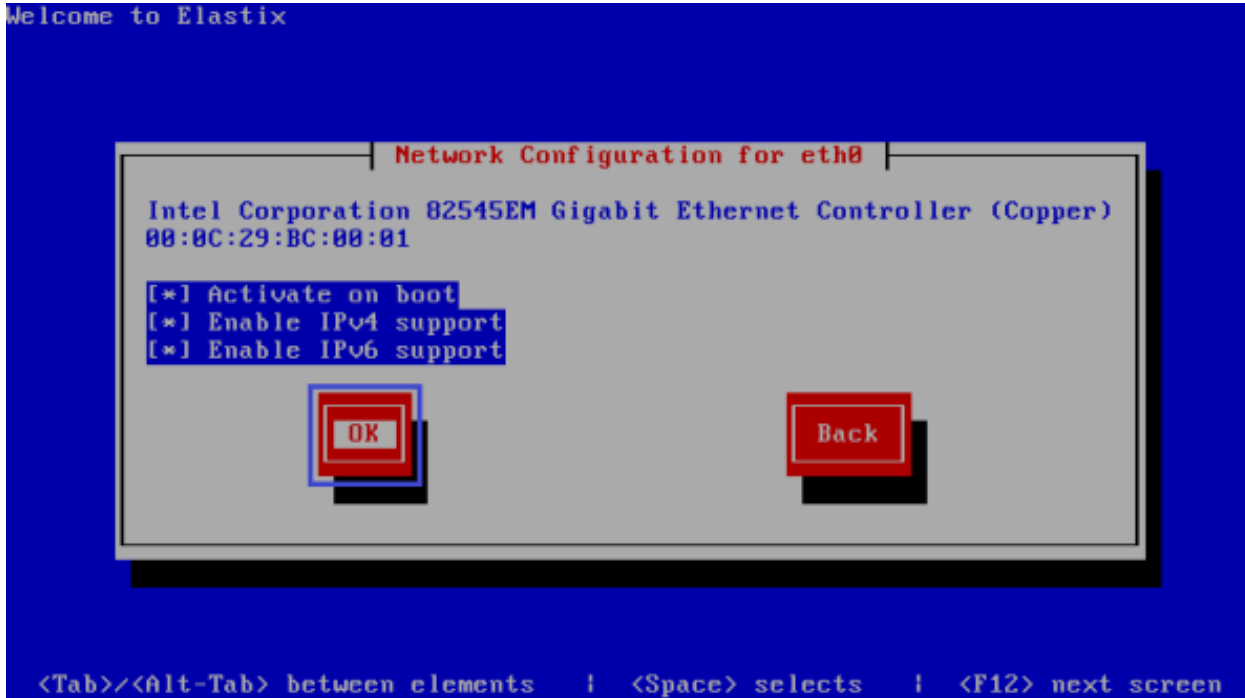 Welcome to Elastix
Network Configuration for eth0
Intel Corporation 82545EM Gigabit Ethernet Controller (Copper)
00:0C:29:BC:00:01
[*] Activate on boot
[*] Enable IPv4 support
[*] Enable IPv6 support
OK Back
<Tab>/<Alt-Tab> between elements | <Space> selects | <F12> next screen